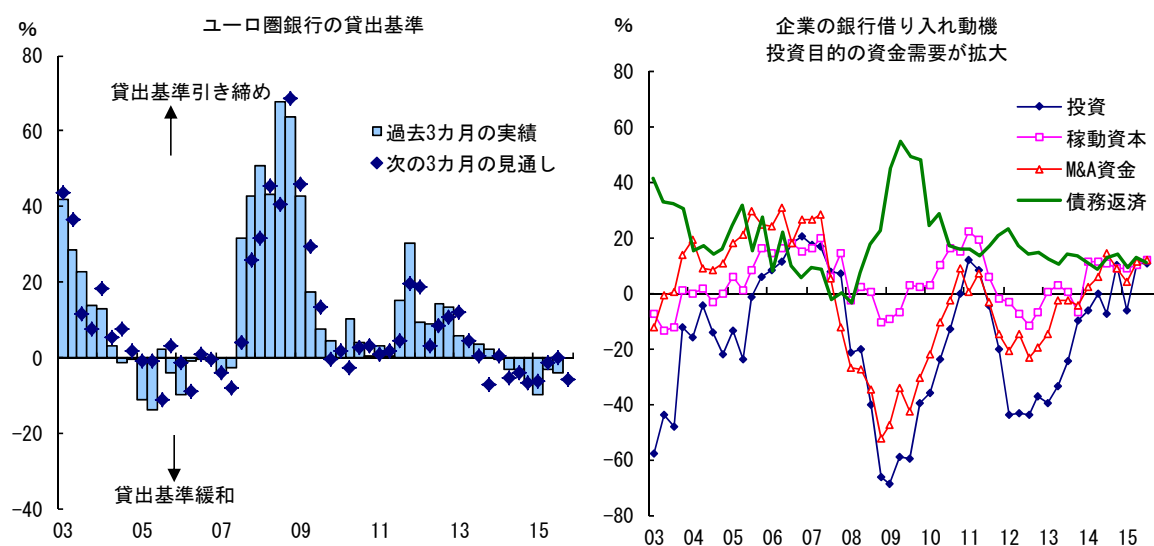 ユーロ圏銀行の貸出基準
%
80
60
40
20
0
-20
-40
貸出基準引き締め
過去3カ月の実績
次の3カ月の見通し
貸出基準緩和
03 05 07 09 11 13 15
企業の銀行借り入れ動機
投資目的の資金需要が拡大
%
80
60
40
20
0
-20
-40
-60
-80
投資
稼動資本
M&A資金
債務返済
03 04 05 06 07 08 09 10 11 12 13 14 15